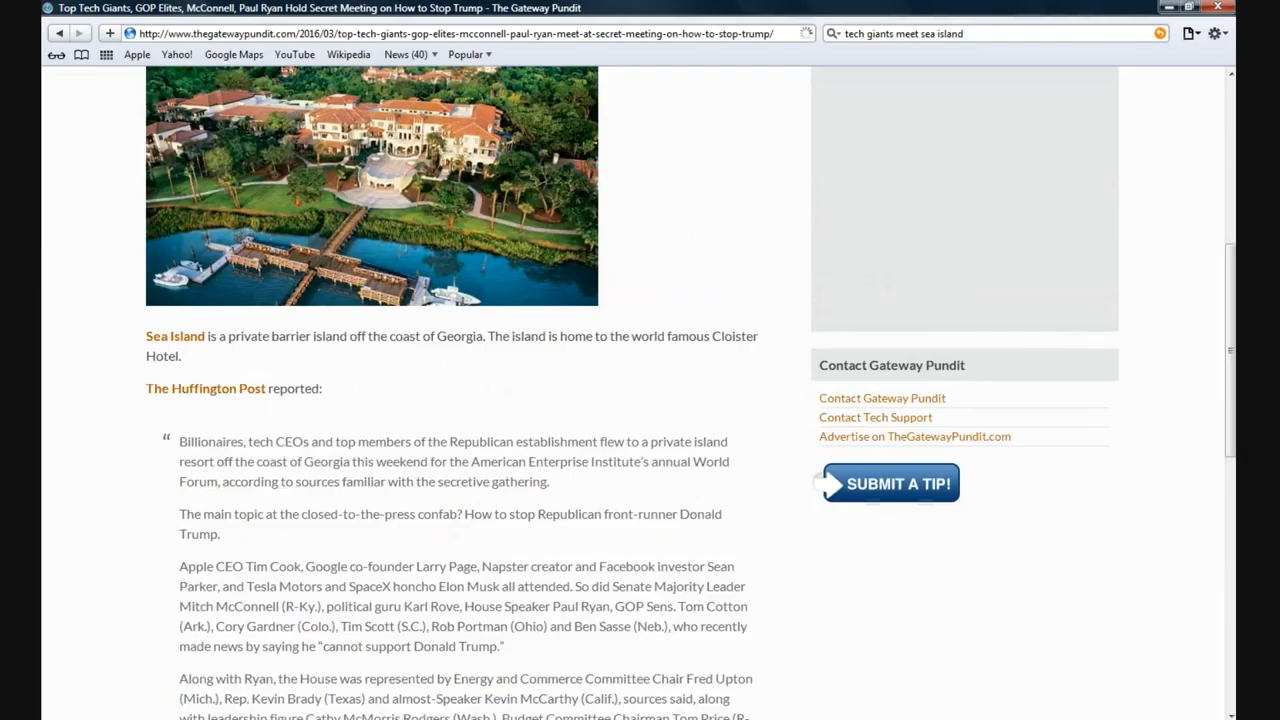 Top Tech Giants, GOP Elites, McConnell, Paul Ryan Hold Secret Meeting on How to Stop Trump - The Gateway Pundit
http://www.thegatewaypundit.com/2016/03/top-tech-giants-gop-elites-mcconnell-paul-ryan-meet-at-secret-meeting-on-how-to-stop-trump/
tech giants meet sea island
Apple Yahoo! Google Maps YouTube Wikipedia News (40) Popular
Sea Island is a private barrier island off the coast of Georgia. The island is home to the world famous Cloister
Hotel.
The Huffington Post reported:
“ Billionaires, tech CEOs and top members of the Republican establishment flew to a private island
resort off the coast of Georgia this weekend for the American Enterprise Institute’s annual World
Forum, according to sources familiar with the secretive gathering.
The main topic at the closed-to-the-press confab? How to stop Republican front-runner Donald
Trump.
Apple CEO Tim Cook, Google co-founder Larry Page, Napster creator and Facebook investor Sean
Parker, and Tesla Motors and SpaceX honcho Elon Musk all attended. So did Senate Majority Leader
Mitch McConnell (R-Ky.), political guru Karl Rove, House Speaker Paul Ryan, GOP Sens. Tom Cotton
(Ark.), Cory Gardner (Colo.), Tim Scott (S.C.), Rob Portman (Ohio) and Ben Sasse (Neb.), who recently
made news by saying he “cannot support Donald Trump.”
Along with Ryan, the House was represented by Energy and Commerce Committee Chair Fred Upton
(Mich.), Rep. Kevin Brady (Texas) and almost-Speaker Kevin McCarthy (Calif.), sources said, along
with leadership figure Cathy McMorris Rodgers (Wash.), Budget Committee Chairman Tom Price (R-
Contact Gateway Pundit
Contact Gateway Pundit
Contact Tech Support
Advertise on TheGatewayPundit.com
SUBMIT A TIP!